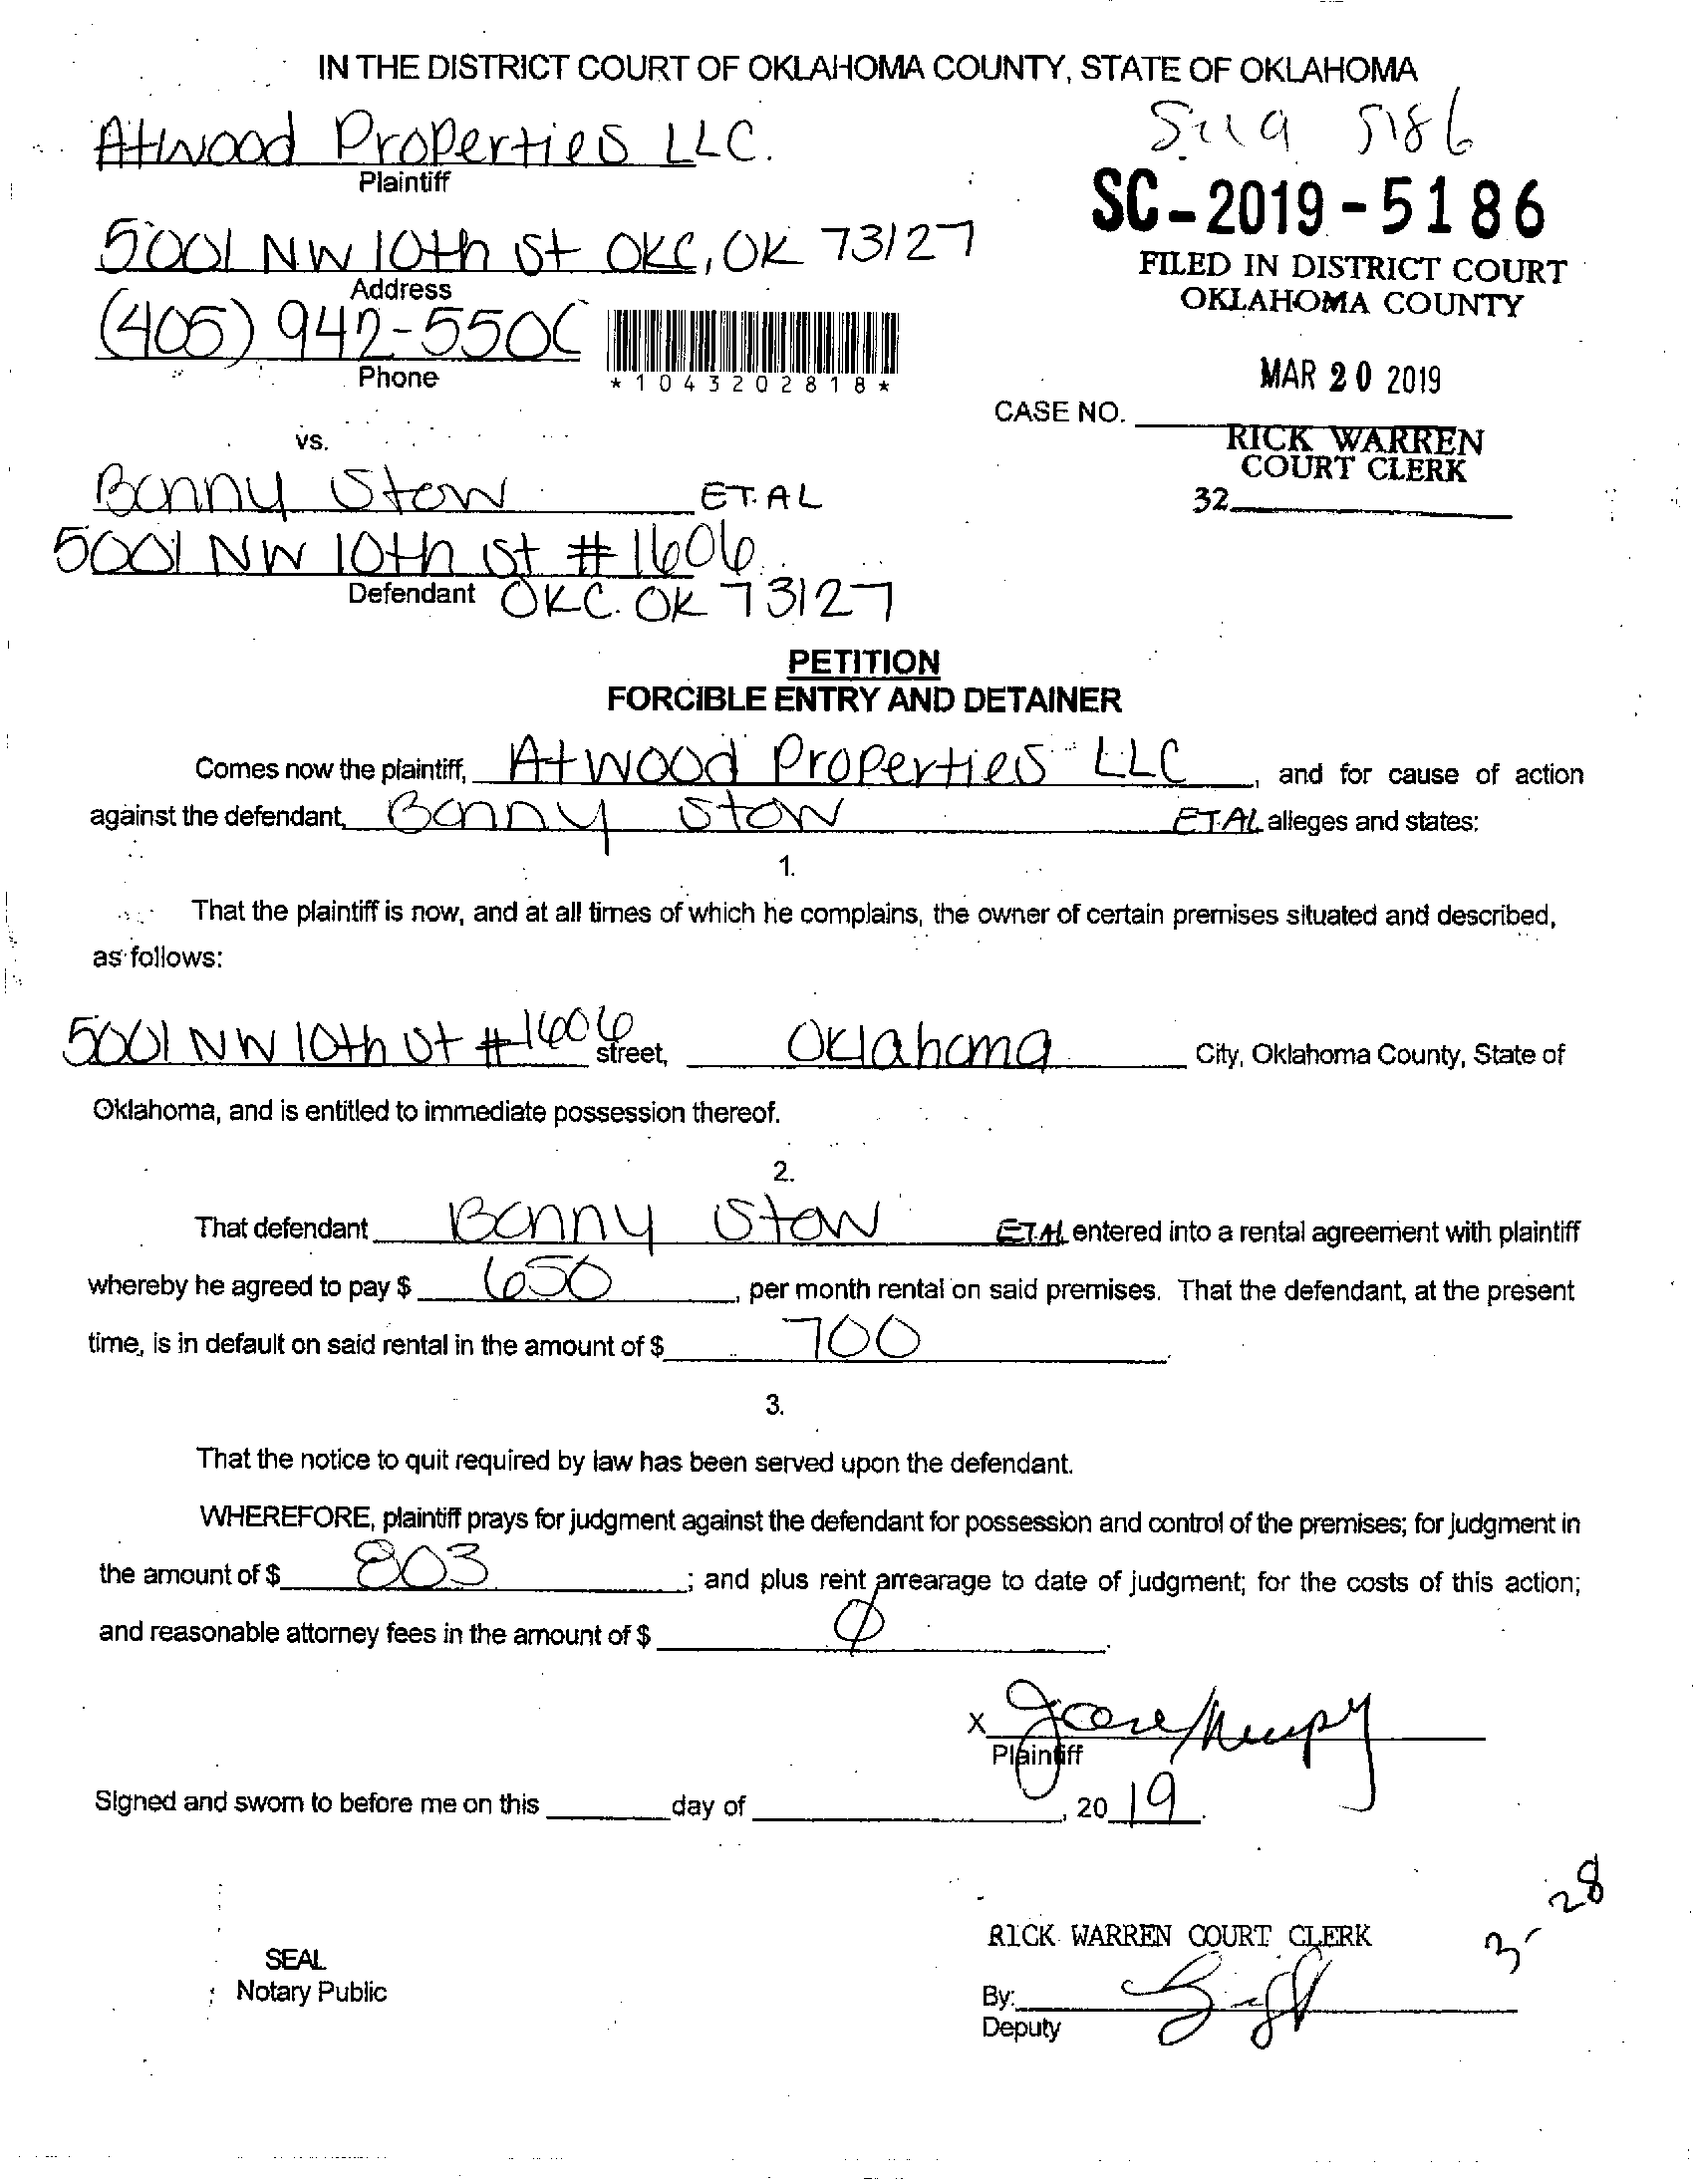 IN THE DISTRICT COURT OF OKLAHOMA COUNTY, STATE OF OKLAHOMA
Atwood Properties LLC.
Plaintiff
5186
SC-2019-5186
5001 NW 10th St OKC, OK 73127
Address
FILED IN DISTRICT COURT
OKLAHOMA COUNTY
(405) 942-550
Phone
*1043202818*
MAR 20 2019
CASE NO.
RICK WARREN
COURT CLERK
32
vs.
Bonny Stow ET.AL
5001 NW 10th St #1606
Defendant OKC. OK 73127
PETITION
FORCIBLE ENTRY AND DETAINER
Comes now the plaintiff, Atwood Properties LLC, and for cause of action
against the defendant, Bonny Stow ET.AL alleges and states:
1.
That the plaintiff is now, and at all times of which he complains, the owner of certain premises situated and described,
as follows:
5001 NW 10th St #1606 street, Oklahoma City, Oklahoma County, State of
Oklahoma, and is entitled to immediate possession thereof.
2.
That defendant Bonny Stow ET.AL entered into a rental agreement with plaintiff
whereby he agreed to pay $ 650, per month rental on said premises. That the defendant, at the present
time, is in default on said rental in the amount of $ 700.
3.
That the notice to quit required by law has been served upon the defendant.
WHEREFORE, plaintiff prays for judgment against the defendant for possession and control of the premises; for judgment in
the amount of $ 803; and plus rent arrearage to date of judgment; for the costs of this action;
and reasonable attorney fees in the amount of $ 0.
X
Plaintiff
Signed and sworn to before me on this day of , 2019.
3-28
RICK WARREN COURT CLERK
SEAL
Notary Public
By:
Deputy